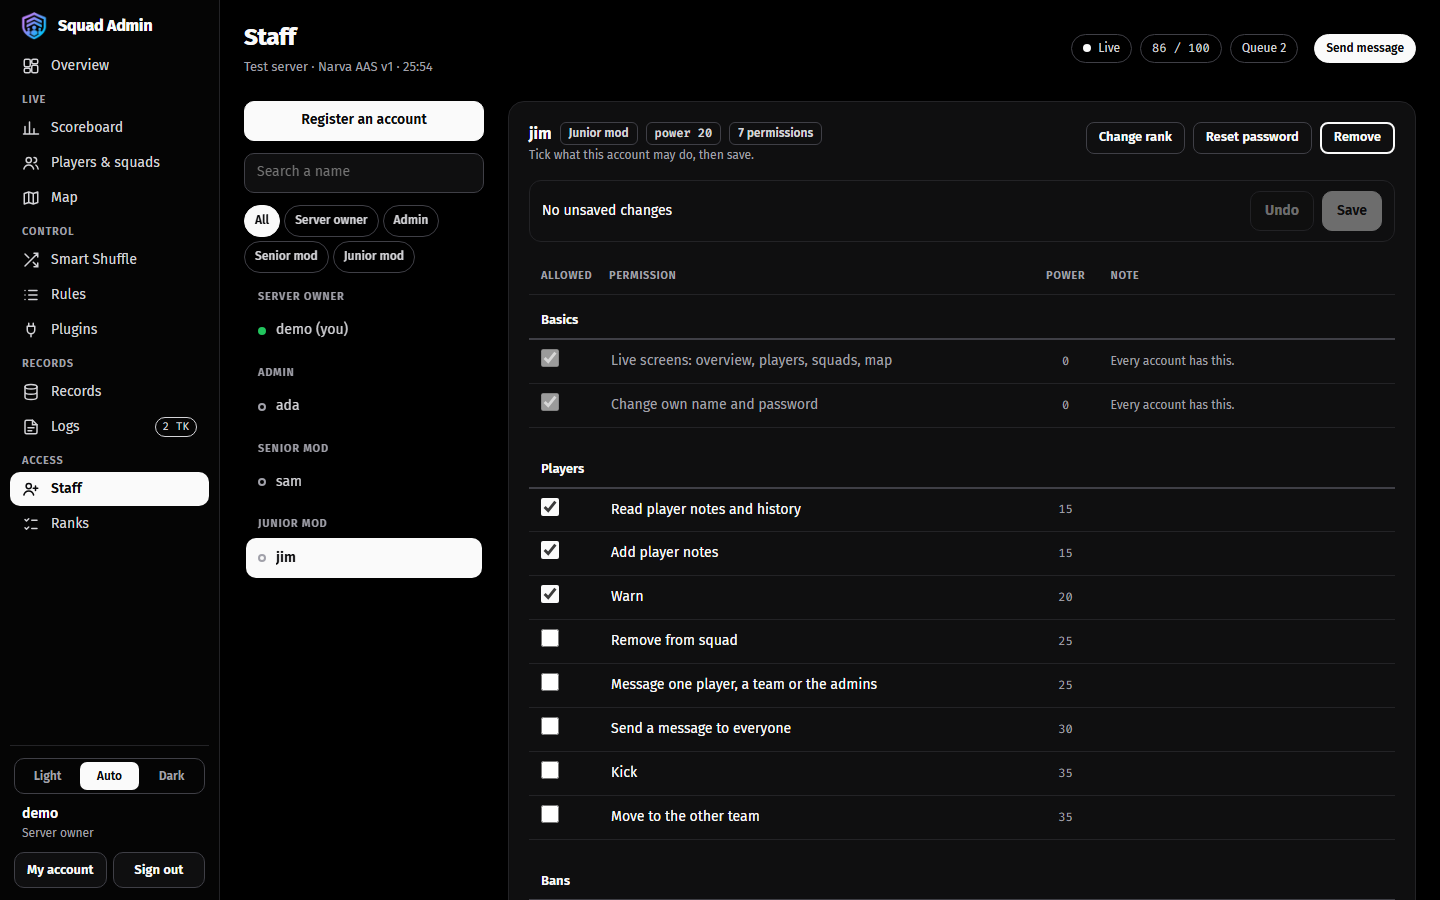 Squad Admin
Overview
LIVE
Scoreboard
Players & squads
Map
CONTROL
Smart Shuffle
Rules
Plugins
RECORDS
Records
Logs 2 TK
ACCESS
Staff
Ranks
Light Auto Dark
demo
Server owner
My account Sign out
Staff
Test server · Narva AAS v1 · 25:54
Live 86 / 100 Queue 2 Send message
Register an account
Search a name
All Server owner Admin
Senior mod Junior mod
SERVER OWNER
demo (you)
ADMIN
ada
SENIOR MOD
sam
JUNIOR MOD
jim
jim Junior mod power 20 7 permissions
Tick what this account may do, then save.
Change rank Reset password Remove
No unsaved changes Undo Save
ALLOWED PERMISSION POWER NOTE
Basics
Live screens: overview, players, squads, map 0 Every account has this.
Change own name and password 0 Every account has this.
Players
Read player notes and history 15
Add player notes 15
Warn 20
Remove from squad 25
Message one player, a team or the admins 25
Send a message to everyone 30
Kick 35
Move to the other team 35
Bans